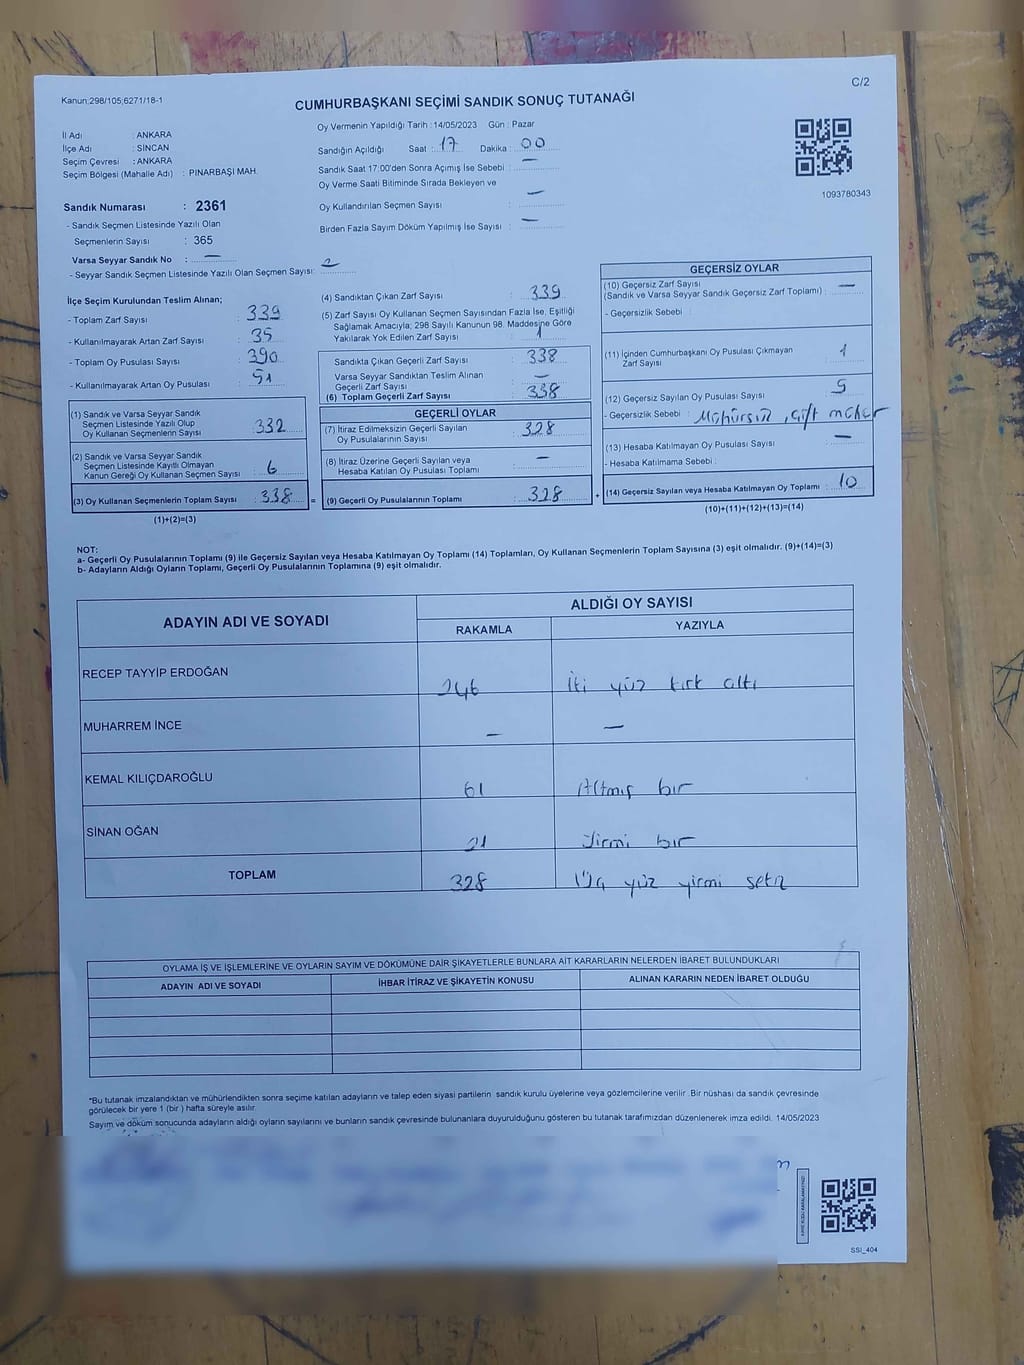 C/2
Kanun;298/105;6271/18-1
CUMHURBAŞKANI SEÇİMİ SANDIK SONUÇ TUTANAĞI
İl Adı : ANKARA
İlçe Adı : SİNCAN
Seçim Çevresi : ANKARA
Seçim Bölgesi (Mahalle Adı) : PINARBAŞI MAH.
Sandık Numarası : 2361
- Sandık Seçmen Listesinde Yazılı Olan
Seçmenlerin Sayısı : 365
Varsa Seyyar Sandık No : —
- Seyyar Sandık Seçmen Listesinde Yazılı Olan Seçmen Sayısı:
Oy Vermenin Yapıldığı Tarih :14/05/2023 Gün : Pazar
Sandığın Açıldığı Saat : 17 Dakika : 00
Sandık Saat 17:00'den Sonra Açımış İse Sebebi : —
Oy Verme Saati Bitiminde Sırada Bekleyen ve
Oy Kullandırılan Seçmen Sayısı : —
Birden Fazla Sayım Döküm Yapılmış İse Sayısı : —
1093780343
İlçe Seçim Kurulundan Teslim Alınan;
- Toplam Zarf Sayısı : 339
- Kullanılmayarak Artan Zarf Sayısı : 35
- Toplam Oy Pusulası Sayısı : 390
- Kullanılmayarak Artan Oy Pusulası : 51
(1) Sandık ve Varsa Seyyar Sandık
Seçmen Listesinde Yazılı Olup
Oy Kullanan Seçmenlerin Sayısı : 332
(2) Sandık ve Varsa Seyyar Sandık
Seçmen Listesinde Kayıtlı Olmayan
Kanun Gereği Oy Kullanan Seçmen Sayısı : 6
(3) Oy Kullanan Seçmenlerin Toplam Sayısı : 338 =
(1)+(2)=(3)
(4) Sandıktan Çıkan Zarf Sayısı : 339
(5) Zarf Sayısı Oy Kullanan Seçmen Sayısından Fazla İse, Eşitliği
Sağlamak Amacıyla; 298 Sayılı Kanunun 98. Maddesine Göre
Yakılarak Yok Edilen Zarf Sayısı : 1
Sandıkta Çıkan Geçerli Zarf Sayısı : 338
Varsa Seyyar Sandıktan Teslim Alınan
Geçerli Zarf Sayısı : —
(6) Toplam Geçerli Zarf Sayısı : 338
GEÇERLİ OYLAR
(7) İtiraz Edilmeksizin Geçerli Sayılan
Oy Pusulalarının Sayısı : 328
(8) İtiraz Üzerine Geçerli Sayılan veya
Hesaba Katılan Oy Pusulası Toplamı : —
(9) Geçerli Oy Pusulalarının Toplamı : 328 +
GEÇERSİZ OYLAR
(10) Geçersiz Zarf Sayısı
(Sandık ve Varsa Seyyar Sandık Geçersiz Zarf Toplamı) : —
- Geçersizlik Sebebi :
(11) İçinden Cumhurbaşkanı Oy Pusulası Çıkmayan
Zarf Sayısı
(12) Geçersiz Sayılan Oy Pusulası Sayısı : 9
- Geçersizlik Sebebi : Mühürsüz, çift mühür
(13) Hesaba Katılmayan Oy Pusulası Sayısı : —
- Hesaba Katılmama Sebebi :
(14) Geçersiz Sayılan veya Hesaba Katılmayan Oy Toplamı : 10
(10)+(11)+(12)+(13)=(14)
NOT:
a- Geçerli Oy Pusulalarının Toplamı (9) ile Geçersiz Sayılan veya Hesaba Katılmayan Oy Toplamı (14) Toplamları, Oy Kullanan Seçmenlerin Toplam Sayısına (3) eşit olmalıdır. (9)+(14)=(3)
b- Adayların Aldığı Oyların Toplamı, Geçerli Oy Pusulalarının Toplamına (9) eşit olmalıdır.
ADAYIN ADI VE SOYADI ALDIĞI OY SAYISI
RAKAMLA YAZIYLA
RECEP TAYYİP ERDOĞAN 246 İki yüz kırk altı
MUHARREM İNCE — —
KEMAL KILIÇDAROĞLU 61 Altmış bir
SİNAN OĞAN 21 Yirmi bir
TOPLAM 328 Üç yüz yirmi sekiz
OYLAMA İŞ VE İŞLEMLERİNE VE OYLARIN SAYIM VE DÖKÜMÜNE DAİR ŞİKAYETLERLE BUNLARA AİT KARARLARIN NELERDEN İBARET BULUNDUKLARI
ADAYIN ADI VE SOYADI İHBAR İTİRAZ VE ŞİKAYETİN KONUSU ALINAN KARARIN NEDEN İBARET OLDUĞU
*Bu tutanak imzalandıktan ve mühürlendikten sonra seçime katılan adayların ve talep eden siyasi partilerin sandık kurulu üyelerine veya gözlemcilerine verilir .Bir nüshası da sandık çevresinde
görülecek bir yere 1 (bir ) hafta süreyle asılır.
Sayım ve döküm sonucunda adayların aldığı oyların sayılarını ve bunların sandık çevresinde bulunanlara duyurulduğunu gösteren bu tutanak tarafımızdan düzenlenerek imza edildi. 14/05/2023
SSI_404